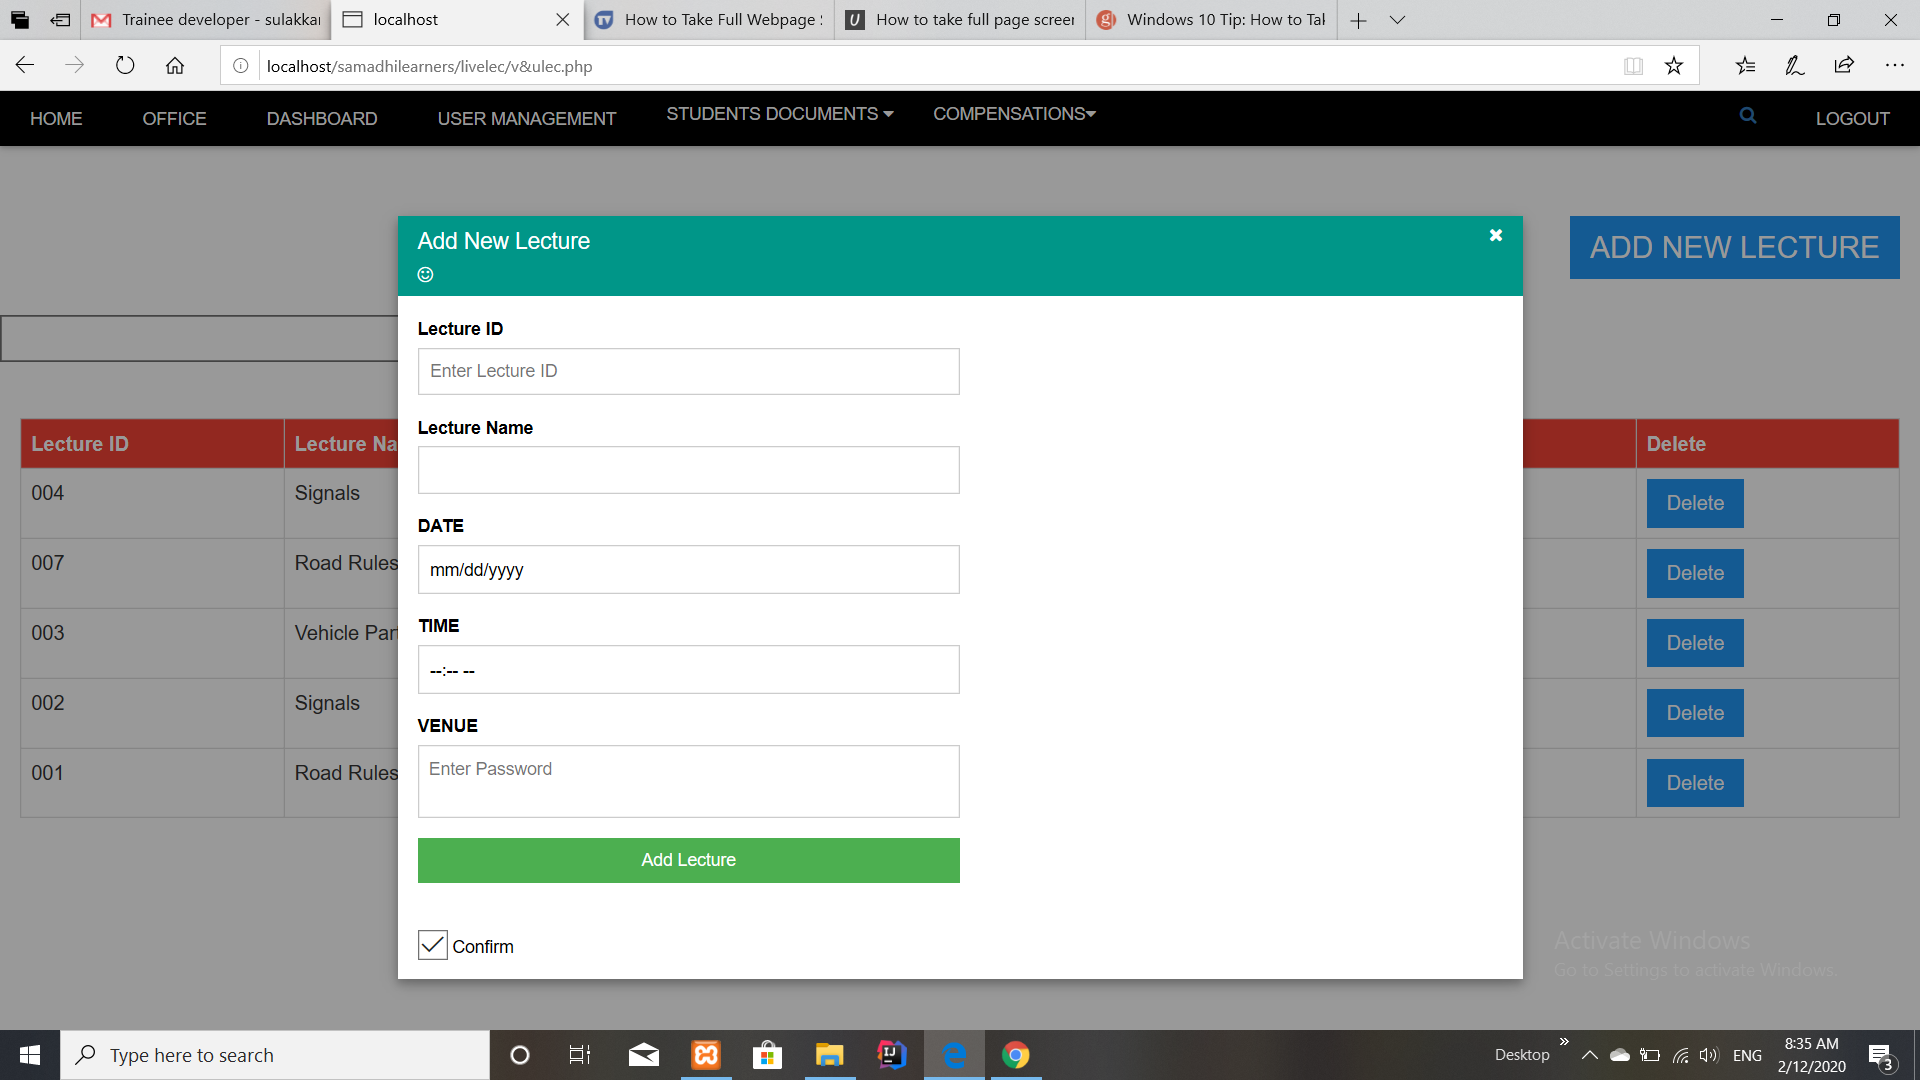 Trainee developer - sulakkar
localhost
How to Take Full Webpage S
How to take full page screer
Windows 10 Tip: How to Tak
localhost/samadhilearners/livelec/v&ulec.php
HOME
OFFICE
DASHBOARD
USER MANAGEMENT
STUDENTS DOCUMENTS
COMPENSATIONS
LOGOUT
ADD NEW LECTURE
Add New Lecture
Lecture ID
Enter Lecture ID
Lecture Name
DATE
mm/dd/yyyy
TIME
--:-- --
VENUE
Enter Password
Add Lecture
Confirm
Lecture ID
Lecture Na
Delete
004
Signals
Delete
007
Road Rules
Delete
003
Vehicle Part
Delete
002
Signals
Delete
001
Road Rules
Delete
Activate Windows
Go to Settings to activate Windows.
Type here to search
Desktop
ENG
8:35 AM
2/12/2020
3